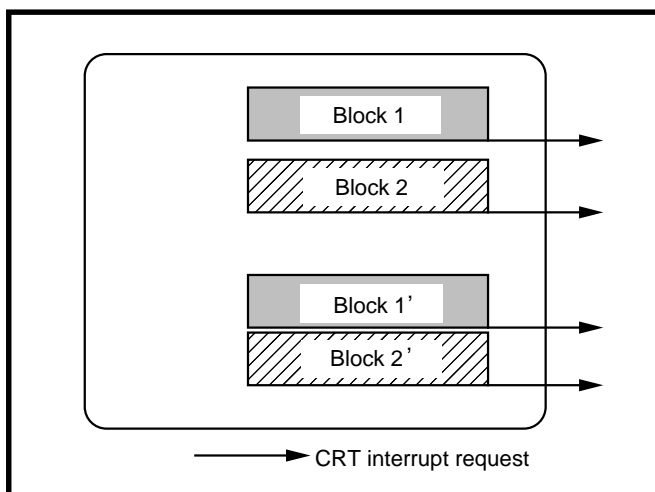 Block 1
Block 2
Block 1’
Block 2’
CRT interrupt request